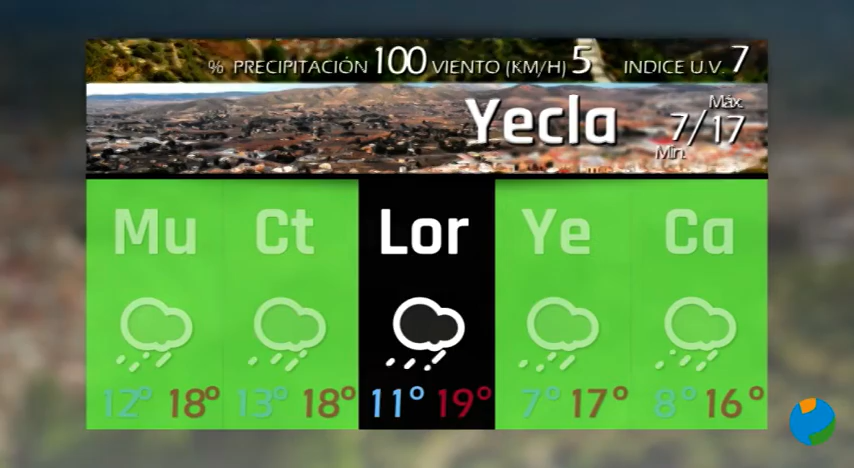 % PRECIPITACIÓN 100 VIENTO (KM/H) 5 INDICE U.V. 7
Yecla
Máx.
7/17
Mín.
Mu Ct Lor Ye Ca
12° 18° 13° 18° 11° 19° 7° 17° 8° 16°